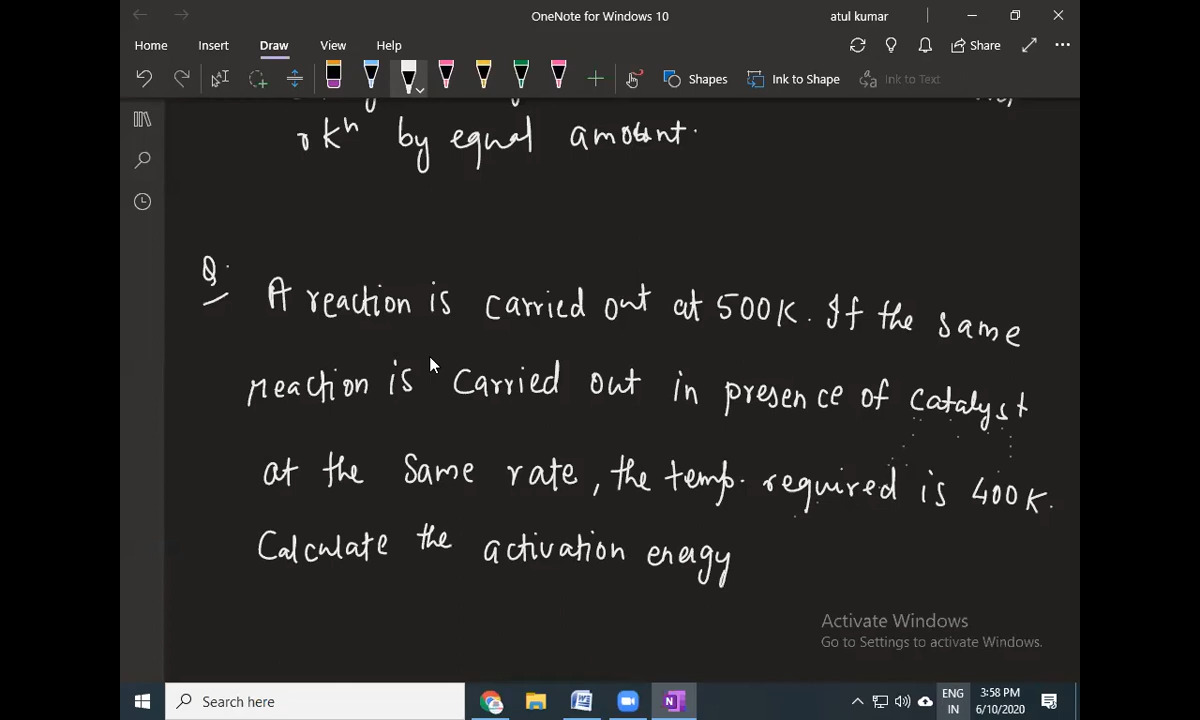 OneNote for Windows 10
atul kumar
Home Insert Draw View Help
Share
Shapes Ink to Shape Ink to Text
by equal amount.
Q.
A reaction is carried out at 500K. If the same
reaction is carried out in presence of catalyst
at the same rate, the temp. required is 400K.
Calculate the activation energy
Activate Windows
Go to Settings to activate Windows.
Search here
ENG
IN
3:58 PM
6/10/2020